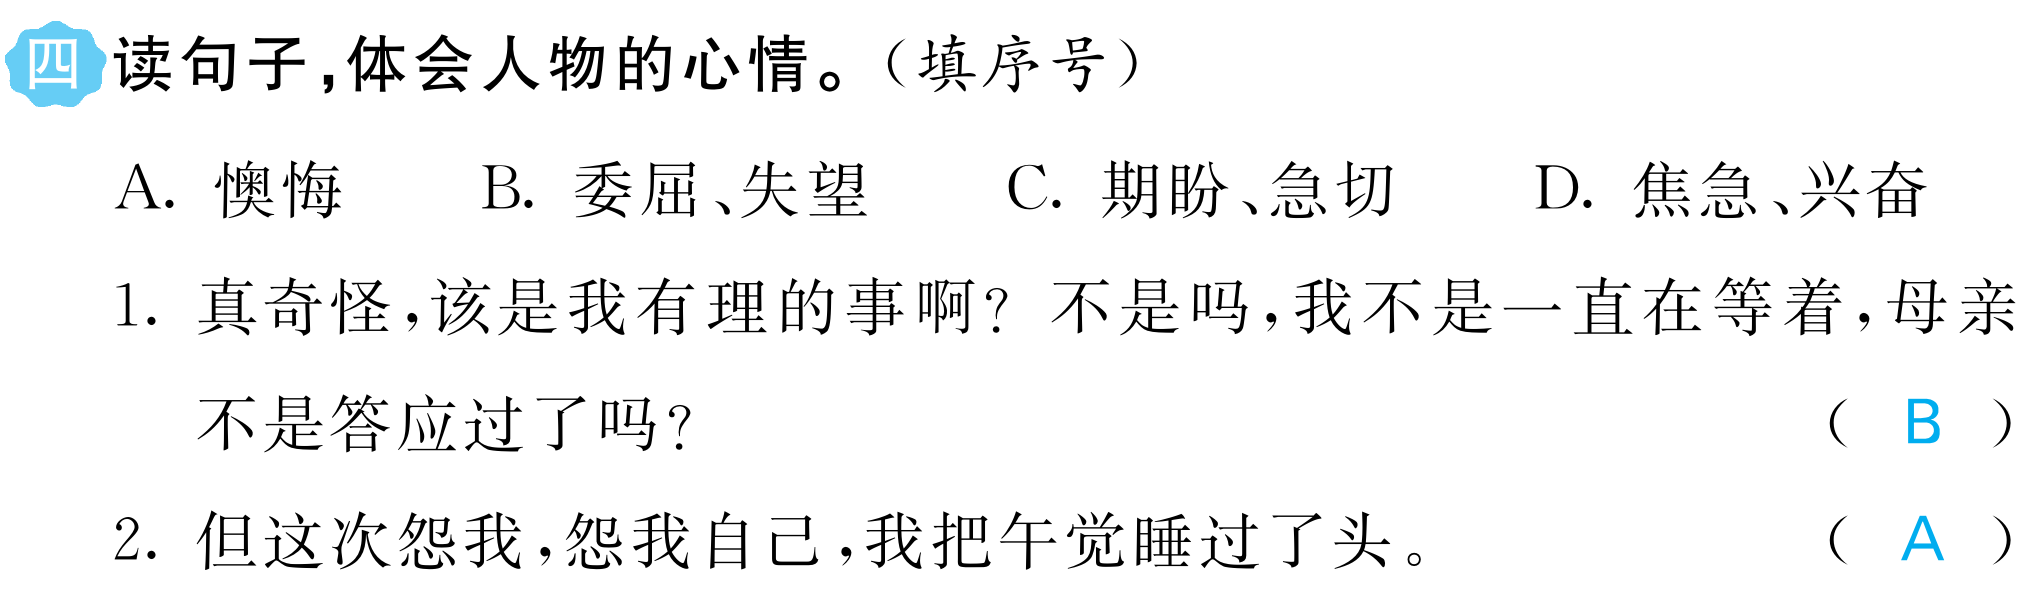 四 读句子,体会人物的心情。(填序号)
A. 懊悔 B. 委屈、失望 C. 期盼、急切 D. 焦急、兴奋
1. 真奇怪,该是我有理的事啊? 不是吗,我不是一直在等着,母亲
不是答应过了吗? ( B )
2. 但这次怨我,怨我自己,我把午觉睡过了头。 ( A )